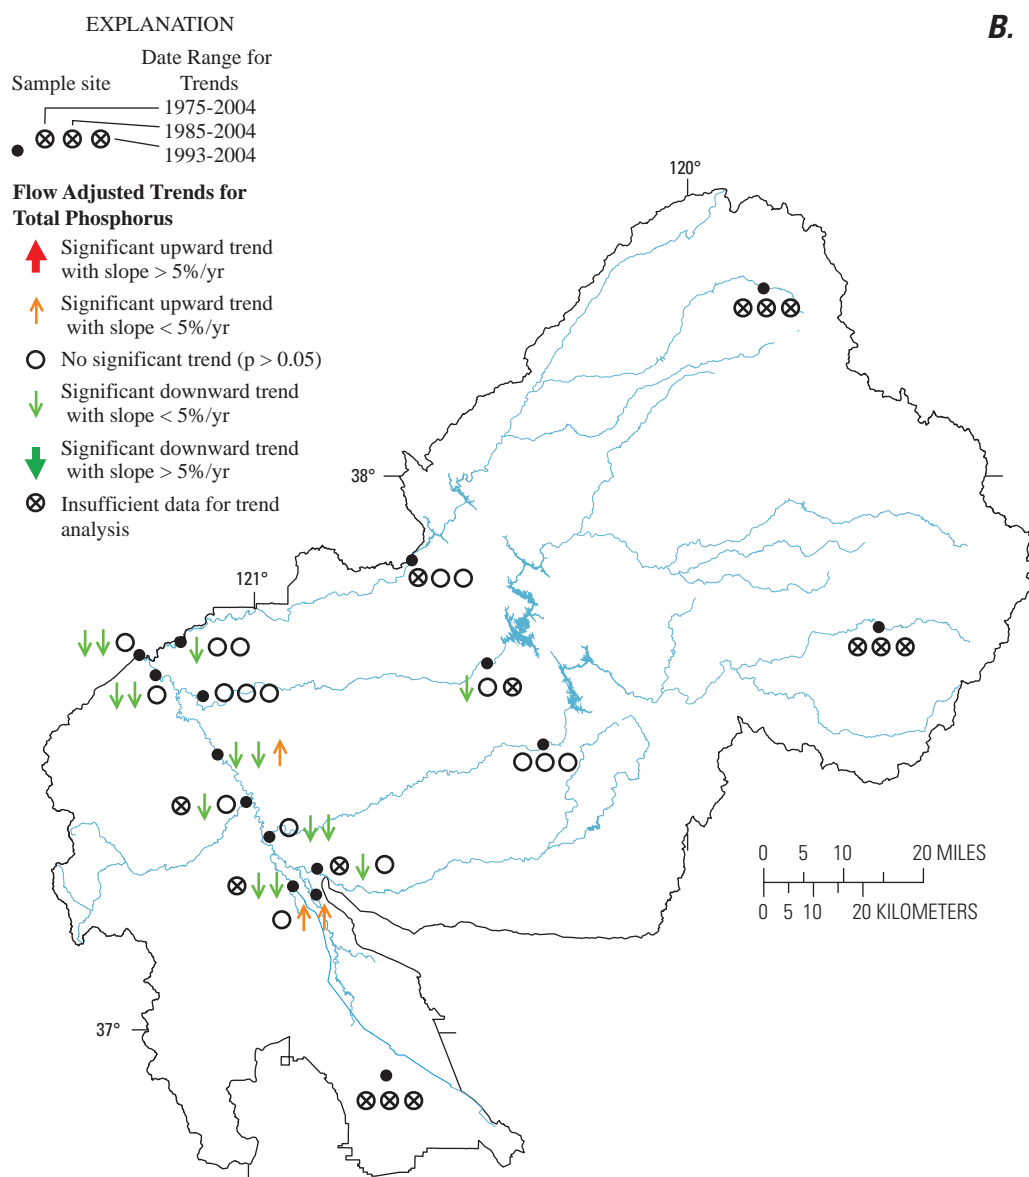 B.
EXPLANATION
Date Range for
Sample site Trends
1975-2004
1985-2004
1993-2004
Flow Adjusted Trends for
Total Phosphorus
Significant upward trend
with slope > 5%/yr
Significant upward trend
with slope < 5%/yr
No significant trend (p > 0.05)
Significant downward trend
with slope < 5%/yr
Significant downward trend
with slope > 5%/yr
Insufficient data for trend
analysis
120°
38°
121°
37°
0 5 10 20 MILES
0 5 10 20 KILOMETERS